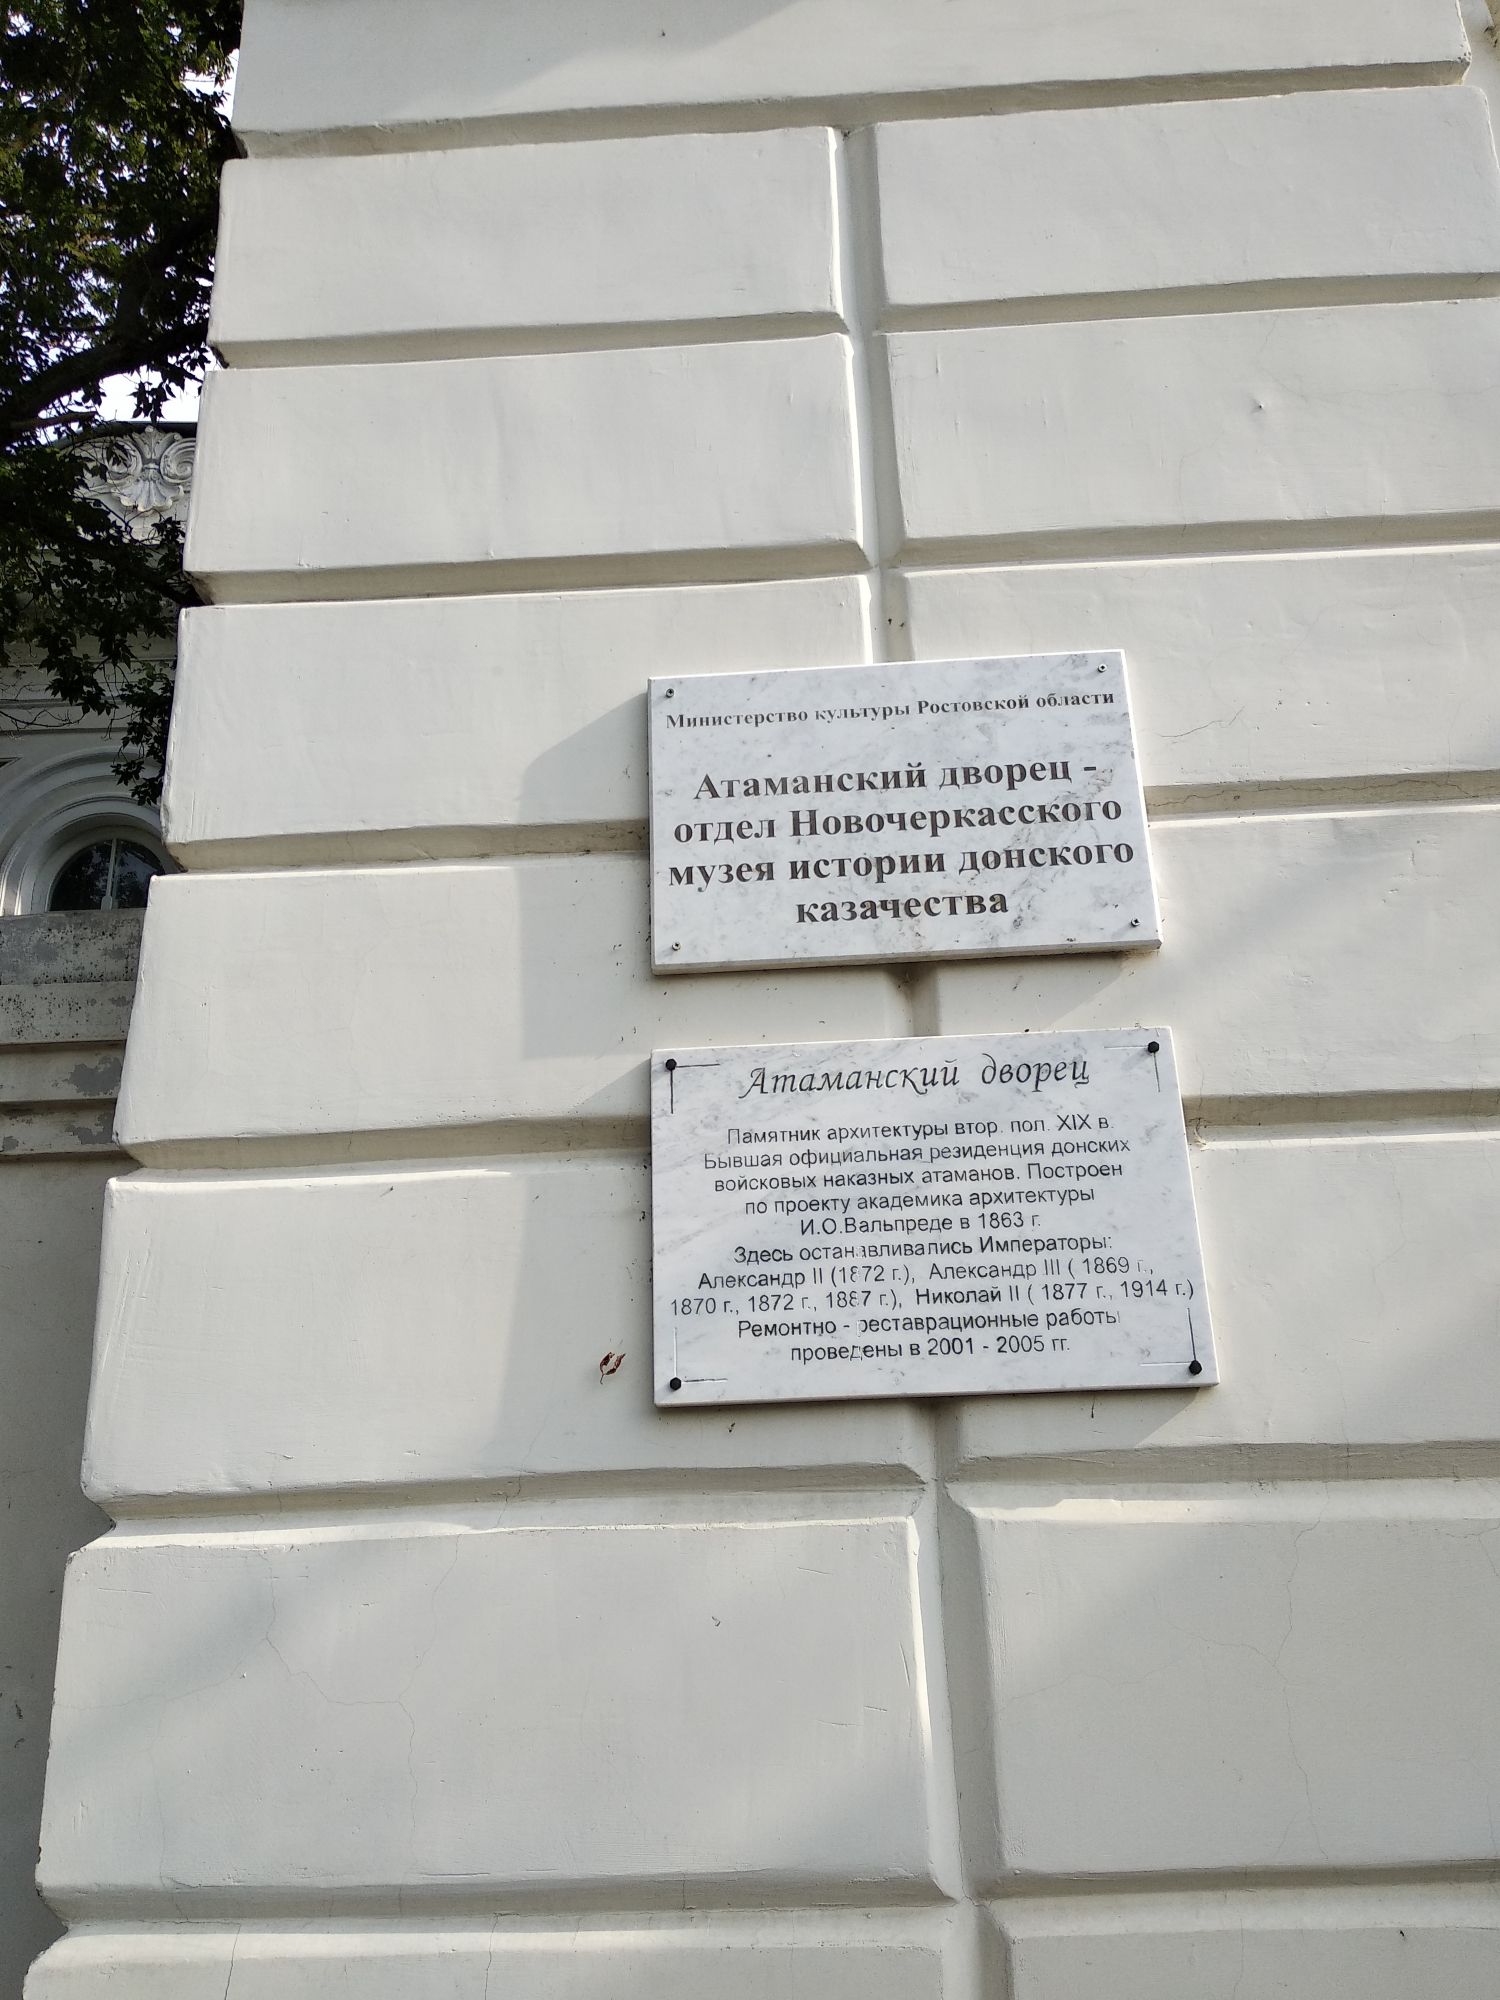 Министерство культуры Ростовской области
Атаманский дворец -
отдел Новочеркасского
музея истории донского
казачества
Атаманский дворец
Памятник архитектуры втор. пол. XIX в.
Бывшая официальная резиденция донских
войсковых наказных атаманов. Построен
по проекту академика архитектуры
И.О.Вальпреде в 1863 г.
Здесь останавливались Императоры:
Александр II (1872 г.), Александр III ( 1869 г.,
1870 г., 1872 г., 1887 г.), Николай II ( 1877 г., 1914 г.)
Ремонтно - реставрационные работы
проведены в 2001 - 2005 гг.